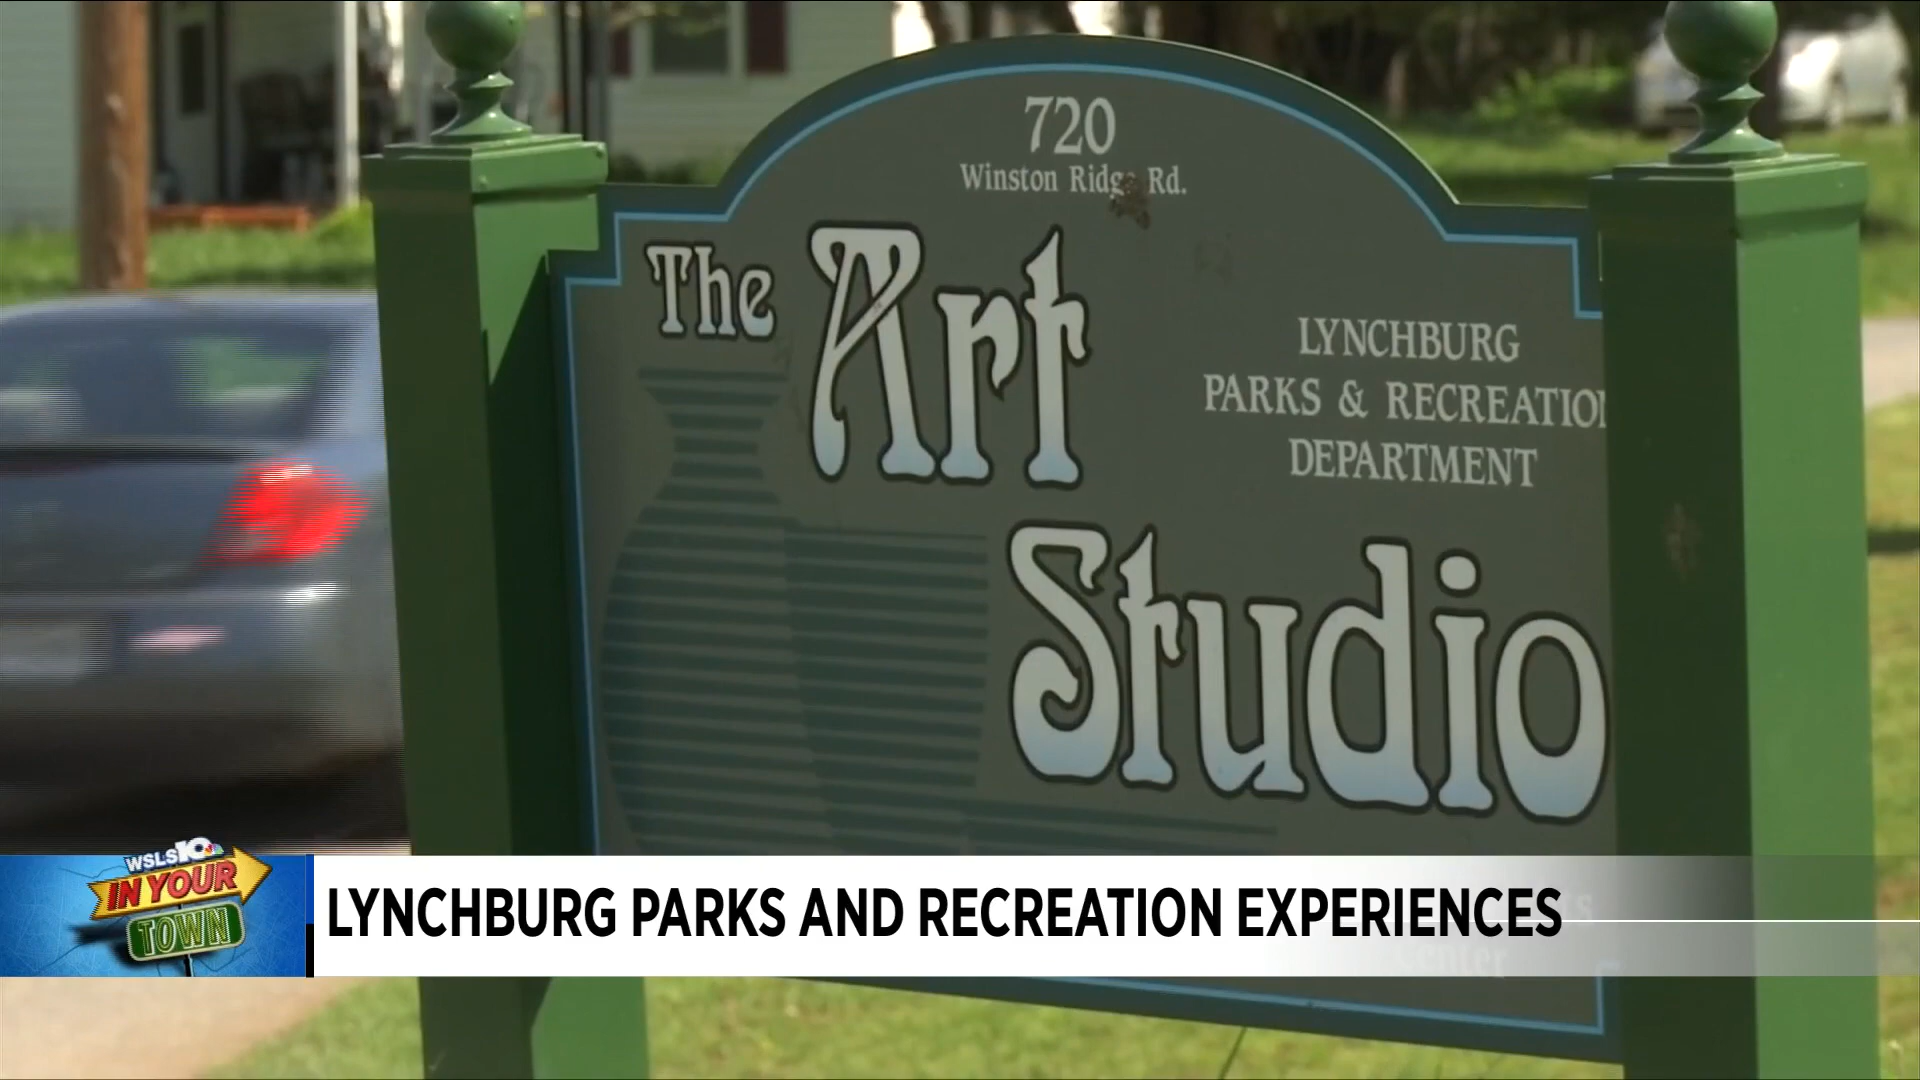 720
Winston Ridge Rd.
The Art
LYNCHBURG
PARKS & RECREATION
DEPARTMENT
Studio
WSLS 10
IN YOUR
TOWN
LYNCHBURG PARKS AND RECREATION EXPERIENCES
Center